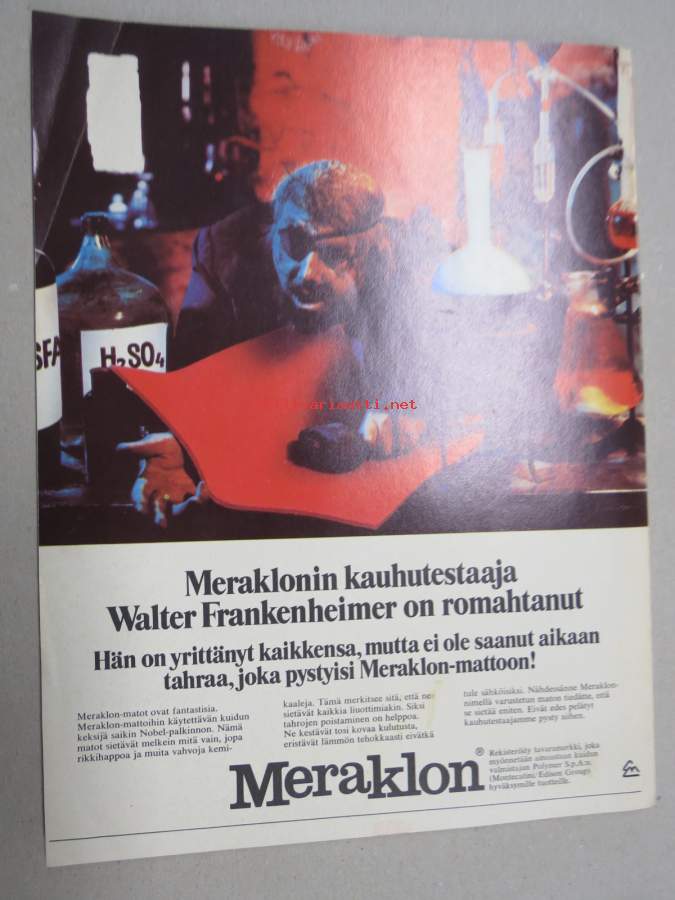 SFA
H₂SO₄
Meraklonin kauhutestaaja
Walter Frankenheimer on romahtanut
Hän on yrittänyt kaikkensa, mutta ei ole saanut aikaan
tahraa, joka pystyisi Meraklon-mattoon!
Meraklon-matot ovat fantastisia.
Meraklon-mattoihin käytettävän kuidun
keksijä saikin Nobel-palkinnon. Nämä
matot sietävät melkein mitä vain, jopa
rikkihappoa ja muita vahvoja kemi-
kaaleja. Tämä merkitsee sitä, että ne
sietävät kaikkia liuottimiakin. Siksi
tahrojen poistaminen on helppoa.
Ne kestävät tosi kovaa kulutusta,
eristävät lämmön tehokkaasti eivätkä
tule sähköisiksi. Nähdessänne Meraklon-
nimellä varustetun maton tiedätte, että
se sietää eniten. Eivät edes pelätyt
kauhutestaajamme pysty siihen.
Meraklon
® Rekisteröity tavaramerkki, joka
myönnetään ainoastaan kuidun
valmistajan Polymer S.p.A:n
(Montecatini/Edison Group)
hyväksymille tuotteille.